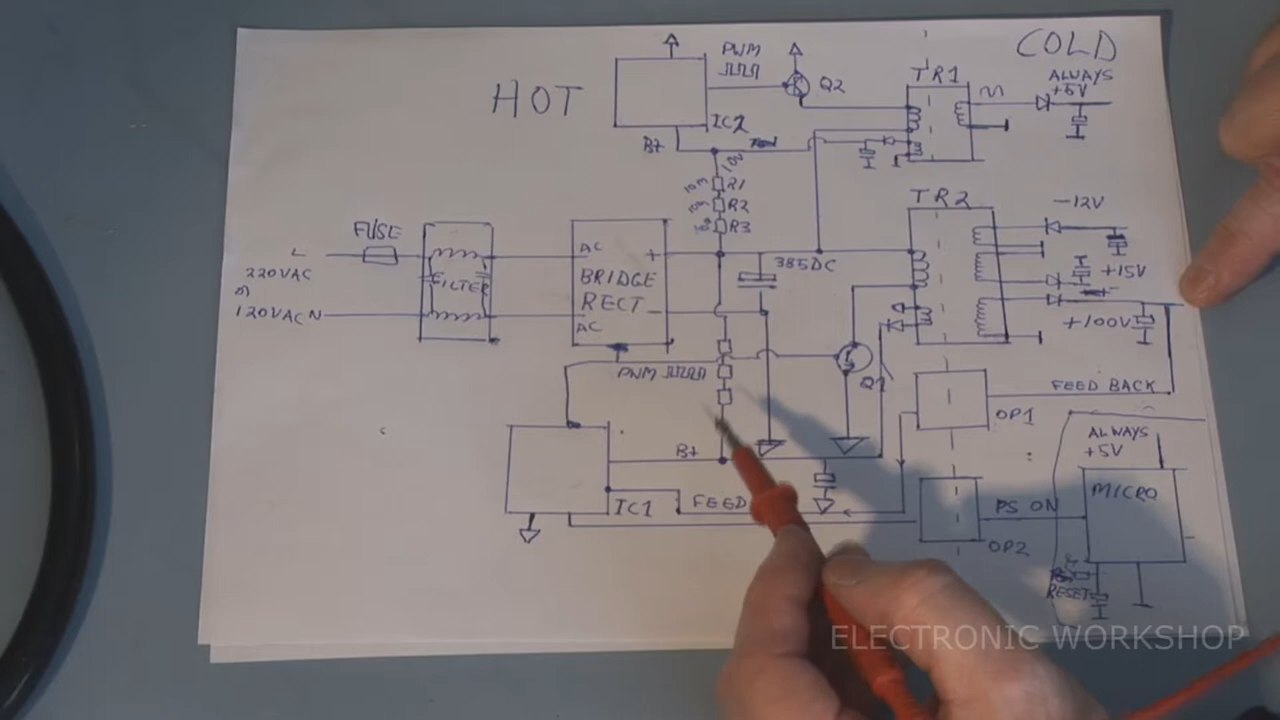 HOT
COLD
PWM
Q2
TR1
ALWAYS
+5V
IC2
B+
10V
R1
R2
R3
FUSE
L
220VAC
120VAC N
FILTER
AC
+
BRIDGE
RECT
-
AC
385DC
TR2
-12V
+15V
+100V
PWM
Q1
FEED BACK
OP1
B+
IC1
FEED
ALWAYS
+5V
MICRO
PS ON
OP2
RESET
ELECTRONIC WORKSHOP